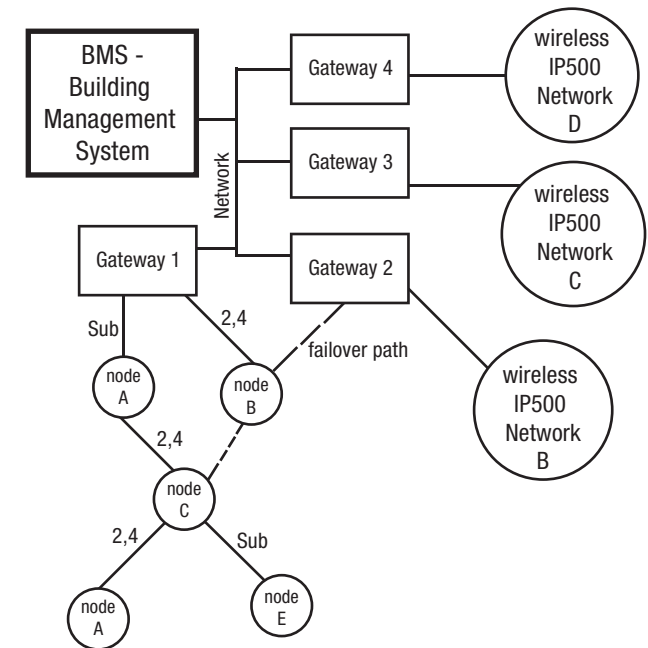 BMS -
Building
Management
System
Network
Gateway 4
wireless
IP500
Network
D
Gateway 3
wireless
IP500
Network
C
Gateway 1
Gateway 2
Sub
2,4
failover path
wireless
IP500
Network
B
node
A
node
B
2,4
node
C
2,4
Sub
node
A
node
E